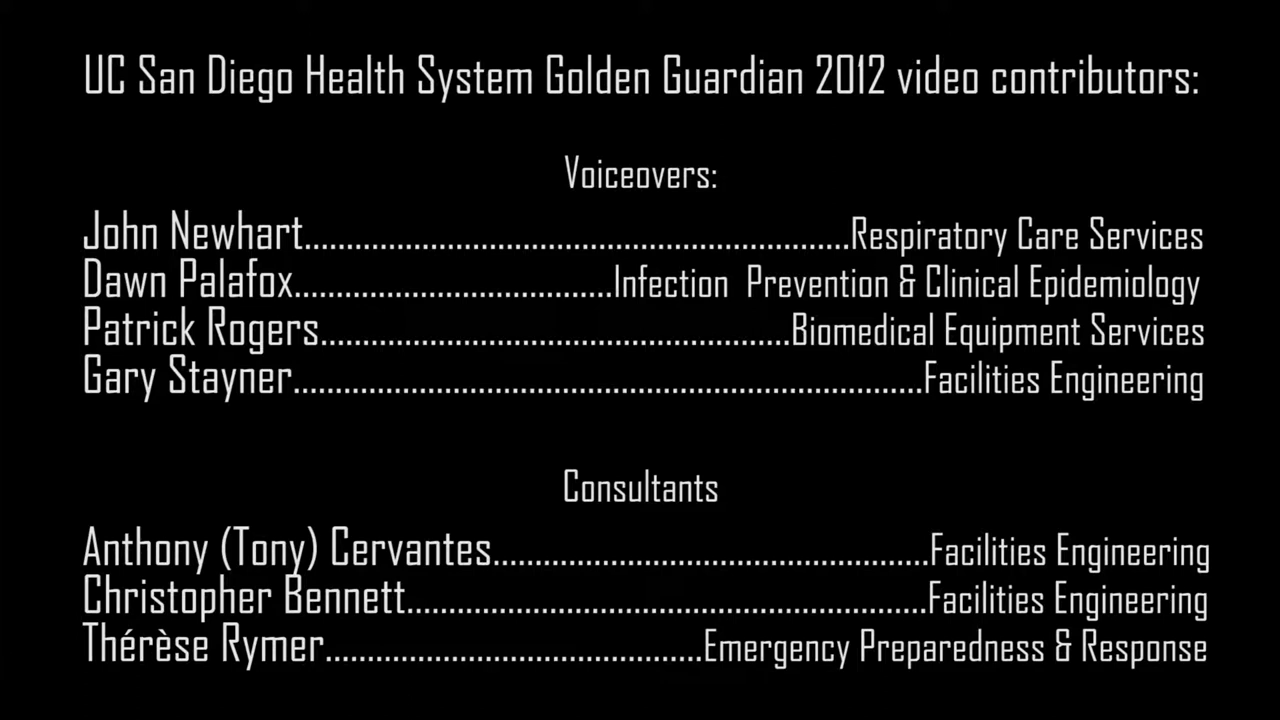 UC San Diego Health System Golden Guardian 2012 video contributors:
Voiceovers:
John Newhart.......................................................Respiratory Care Services
Dawn Palafox................................Infection Prevention & Clinical Epidemiology
Patrick Rogers...............................................Biomedical Equipment Services
Gary Stayner...............................................................Facilities Engineering
Consultants
Anthony (Tony) Cervantes............................................Facilities Engineering
Christopher Bennett....................................................Facilities Engineering
Thérèse Rymer......................................Emergency Preparedness & Response